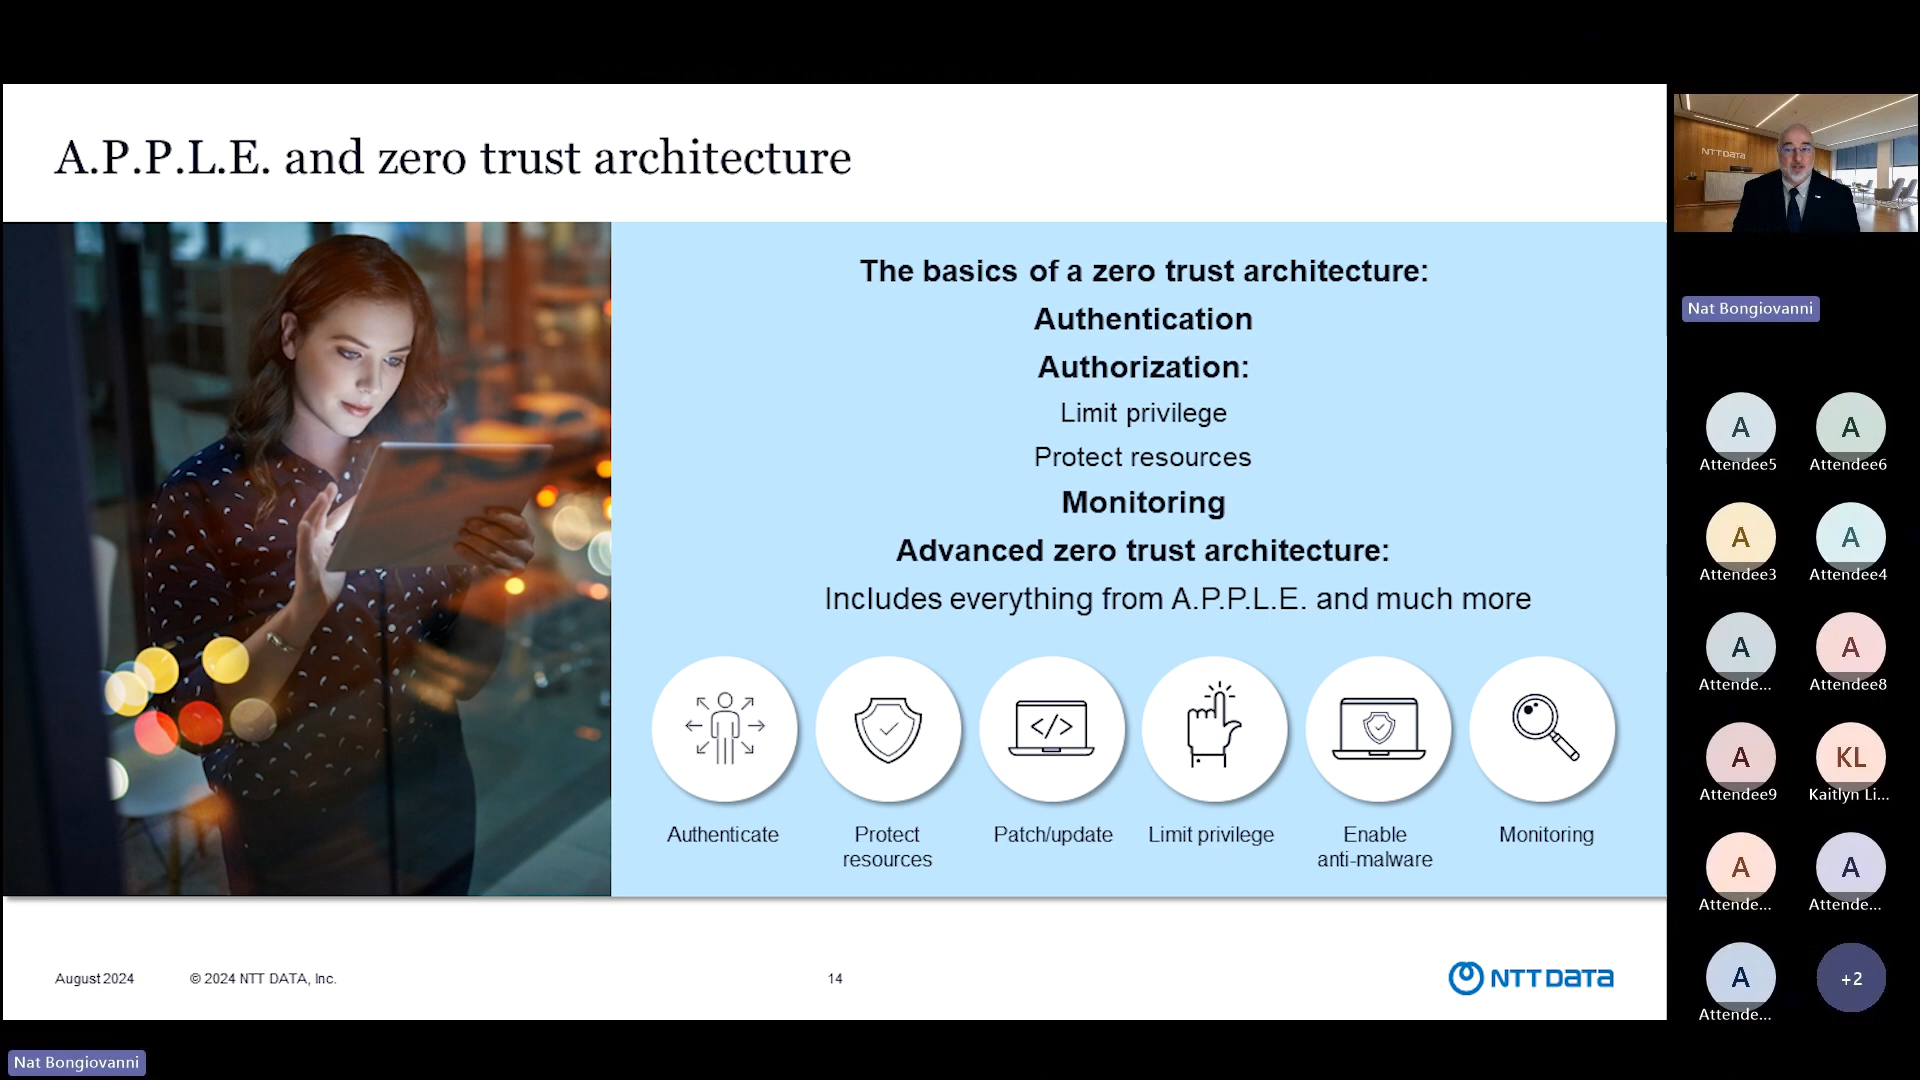 A.P.P.L.E. and zero trust architecture
The basics of a zero trust architecture:
Authentication
Authorization:
Limit privilege
Protect resources
Monitoring
Advanced zero trust architecture:
Includes everything from A.P.P.L.E. and much more
</>
Authenticate
Protect
resources
Patch/update
Limit privilege
Enable
anti-malware
Monitoring
August 2024
© 2024 NTT DATA, Inc.
14
NTT DATA
Nat Bongiovanni
NTT DATA
Nat Bongiovanni
A
Attendee5
A
Attendee6
A
Attendee3
A
Attendee4
A
Attende...
A
Attendee8
A
Attendee9
KL
Kaitlyn Li...
A
Attende...
A
Attende...
A
Attende...
+2